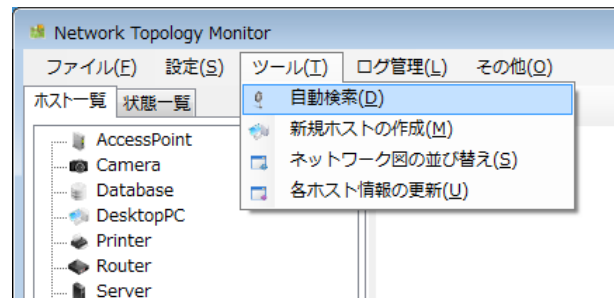 Network Topology Monitor
ファイル(F) 設定(S) ツール(T) ログ管理(L) その他(O)
ホスト一覧 状態一覧
自動検索(D)
新規ホストの作成(M)
ネットワーク図の並び替え(S)
各ホスト情報の更新(U)
AccessPoint
Camera
Database
DesktopPC
Printer
Router
Server